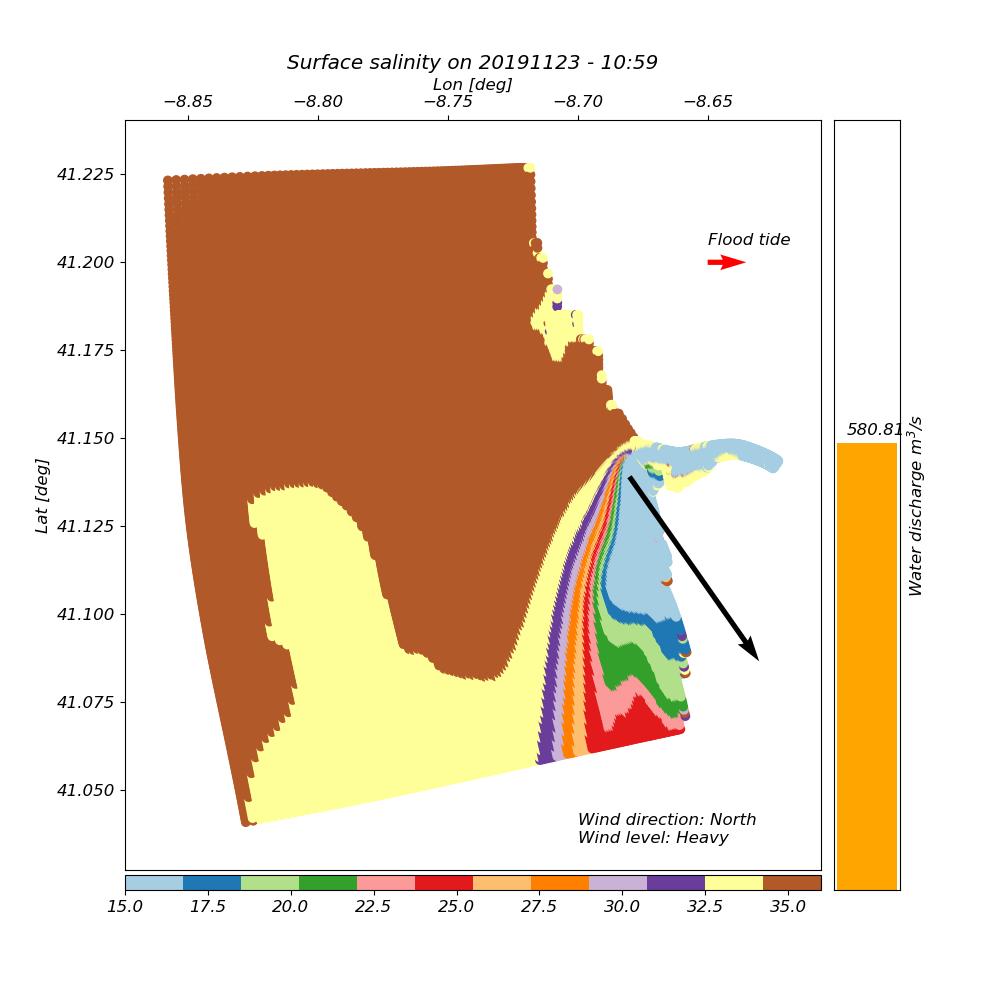 Surface salinity on 20191123 - 10:59
Lon [deg]
−8.85 −8.80 −8.75 −8.70 −8.65
41.225
41.200
41.175
41.150
41.125
41.100
41.075
41.050
Lat [deg]
Flood tide
580.81
Water discharge m³/s
Wind direction: North
Wind level: Heavy
15.0 17.5 20.0 22.5 25.0 27.5 30.0 32.5 35.0